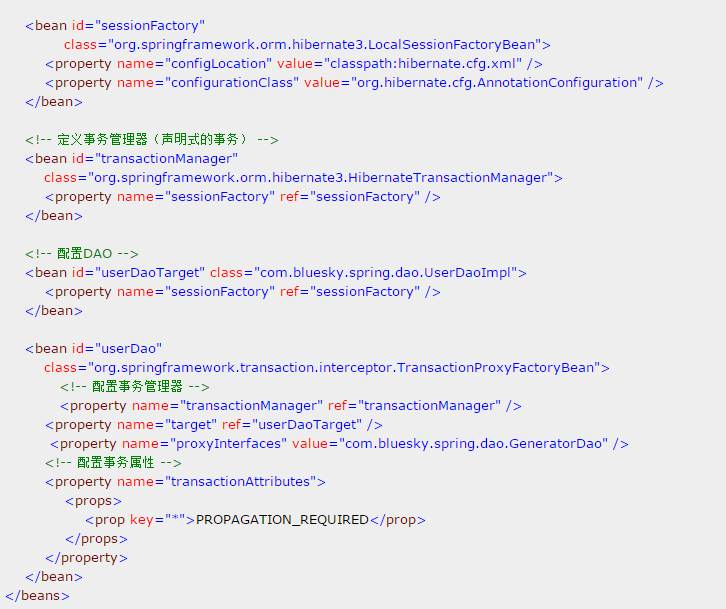 <bean id="sessionFactory"
class="org.springframework.orm.hibernate3.LocalSessionFactoryBean">
<property name="configLocation" value="classpath:hibernate.cfg.xml" />
<property name="configurationClass" value="org.hibernate.cfg.AnnotationConfiguration" />
</bean>
<!-- 定义事务管理器（声明式的事务） -->
<bean id="transactionManager"
class="org.springframework.orm.hibernate3.HibernateTransactionManager">
<property name="sessionFactory" ref="sessionFactory" />
</bean>
<!-- 配置DAO -->
<bean id="userDaoTarget" class="com.bluesky.spring.dao.UserDaoImpl">
<property name="sessionFactory" ref="sessionFactory" />
</bean>
<bean id="userDao"
class="org.springframework.transaction.interceptor.TransactionProxyFactoryBean">
<!-- 配置事务管理器 -->
<property name="transactionManager" ref="transactionManager" />
<property name="target" ref="userDaoTarget" />
<property name="proxyInterfaces" value="com.bluesky.spring.dao.GeneratorDao" />
<!-- 配置事务属性 -->
<property name="transactionAttributes">
<props>
<prop key="*">PROPAGATION_REQUIRED</prop>
</props>
</property>
</bean>
</beans>